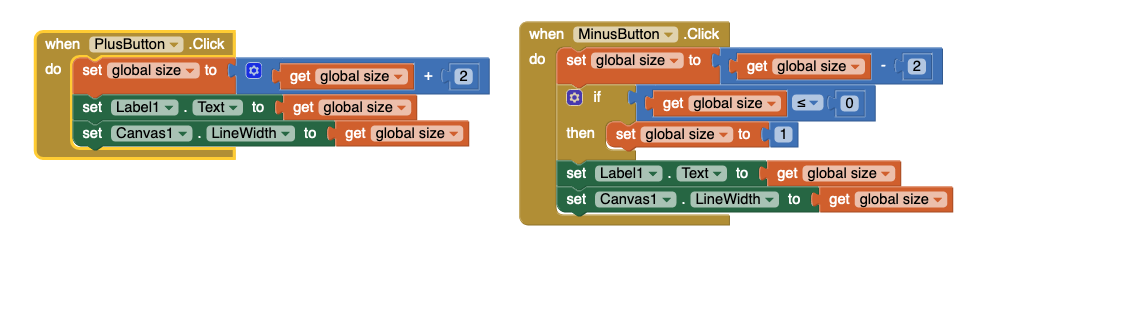 when PlusButton .Click
do set global size to get global size + 2
set Label1 . Text to get global size
set Canvas1 . LineWidth to get global size
when MinusButton .Click
do set global size to get global size - 2
if get global size ≤ 0
then set global size to 1
set Label1 . Text to get global size
set Canvas1 . LineWidth to get global size